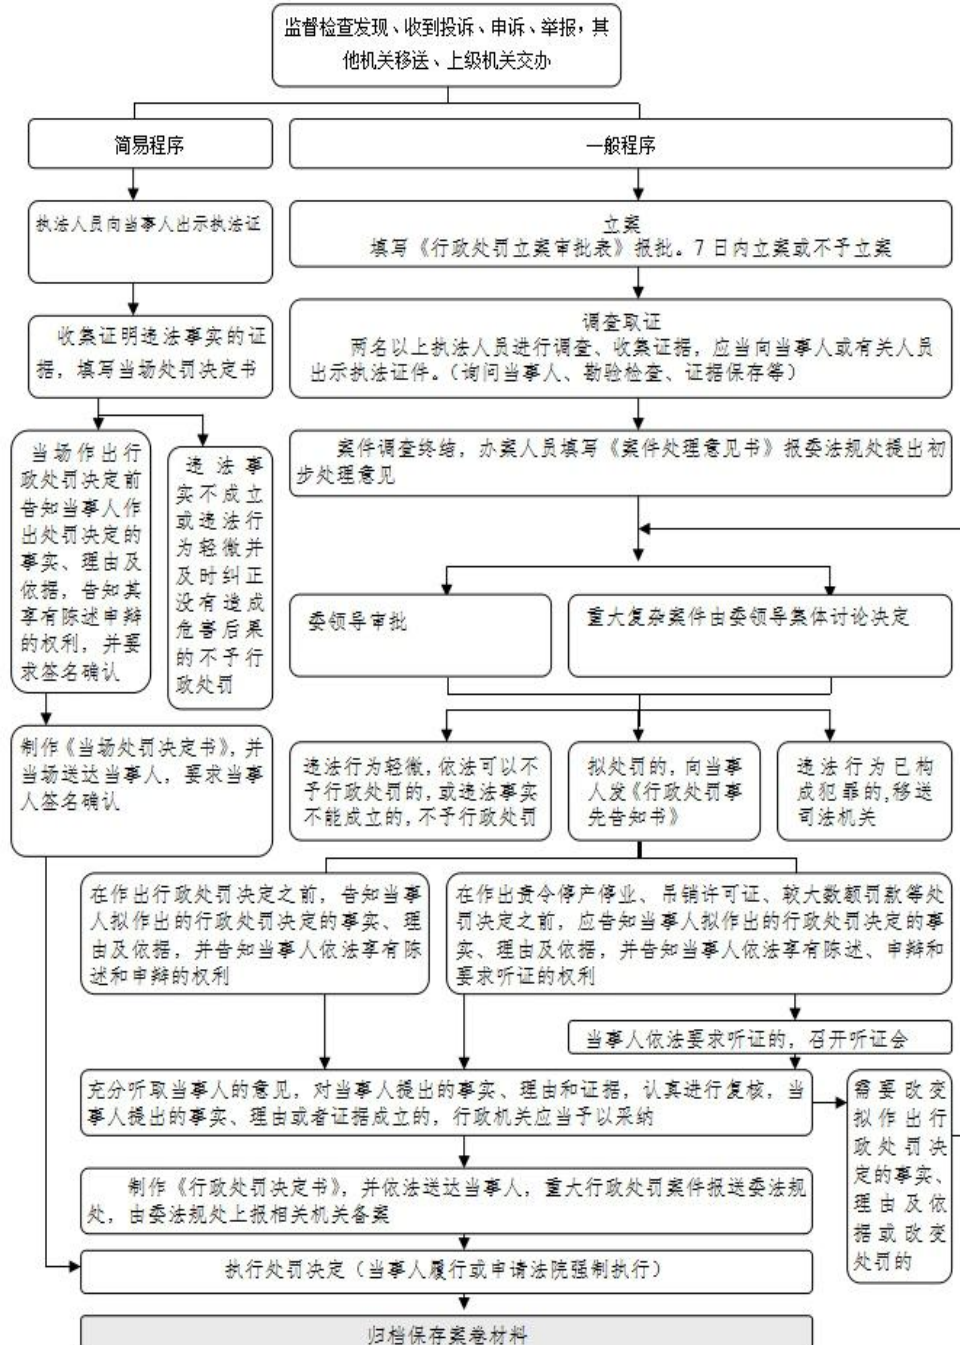 监督检查发现、收到投诉、申诉、举报，其
他机关移送、上级机关交办
简易程序
一般程序
执法人员向当事人出示执法证
立案
填写《行政处罚立案审批表》报批。7 日内立案或不予立案
收集证明违法事实的证
据，填写当场处罚决定书
调查取证
两名以上执法人员进行调查、收集证据，应当向当事人或有关人员
出示执法证件。（询问当事人、勘验检查、证据保存等）
当场作出行
政处罚决定前
告知当事人作
出处罚决定的
事实、理由及
依据，告知其
享有陈述申辩
的权利，并要
求签名确认
违法事
实不成立
或违法行
为轻微并
及时纠正
没有造成
危害后果
的不予行
政处罚
案件调查终结，办案人员填写《案件处理意见书》报委法规处提出初
步处理意见
委领导审批
重大复杂案件由委领导集体讨论决定
制作《当场处罚决定书》，并
当场送达当事人，要求当事
人签名确认
违法行为轻微，依法可以不
予行政处罚的，或违法事实
不能成立的，不予行政处罚
拟处罚的，向当事
人发《行政处罚事
先告知书》
违法行为已构
成犯罪的,移送
司法机关
在作出行政处罚决定之前，告知当事
人拟作出的行政处罚决定的事实、理
由及依据，并告知当事人依法享有陈
述和申辩的权利
在作出责令停产停业、吊销许可证、较大数额罚款等处
罚决定之前，应告知当事人拟作出的行政处罚决定的事
实、理由及依据，并告知当事人依法享有陈述、申辩和
要求听证的权利
当事人依法要求听证的，召开听证会
充分听取当事人的意见，对当事人提出的事实、理由和证据，认真进行复核，当
事人提出的事实、理由或者证据成立的，行政机关应当予以采纳
需要改变
拟作出行
政处罚决
定的事实、
理由及依
据或改变
处罚的
制作《行政处罚决定书》，并依法送达当事人，重大行政处罚案件报送委法规
处，由委法规处上报相关机关备案
执行处罚决定（当事人履行或申请法院强制执行）
归档保存案卷材料